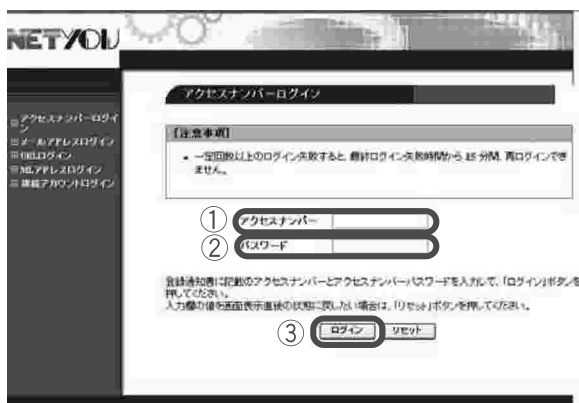 NETYOU
アクセスナンバーログイン
アクセスナンバーログイ
ン
メールアドレスログイン
URLログイン
MLアドレスログイン
接続アカウントログイン
【注意事項】
• 一定回数以上のログイン失敗すると、最終ログイン失敗時間から 15 分間、再ログインでき
ません。
① アクセスナンバー
② パスワード
登録通知書に記載のアクセスナンバーとアクセスナンバーパスワードを入力して、「ログイン」ボタンを
押してください。
入力欄の値を画面表示直後の状態に戻したい場合は、「リセット」ボタンを押してください。
③ ログイン リセット